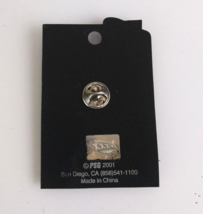 © PSG 2001
San Diego, CA (858)541-1100
Made in China